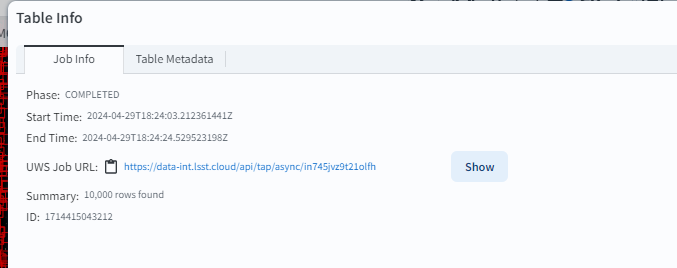 Table Info
Job Info Table Metadata
Phase: COMPLETED
Start Time: 2024-04-29T18:24:03.212361441Z
End Time: 2024-04-29T18:24:24.529523198Z
UWS Job URL: https://data-int.lsst.cloud/api/tap/async/in745jvz9t21olfh Show
Summary: 10,000 rows found
ID: 1714415043212